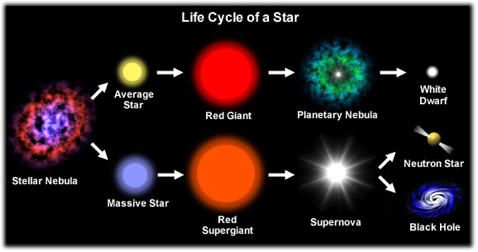 Life Cycle of a Star
Average
Star
Red Giant
Planetary Nebula
White
Dwarf
Stellar Nebula
Massive Star
Red
Supergiant
Supernova
Neutron Star
Black Hole